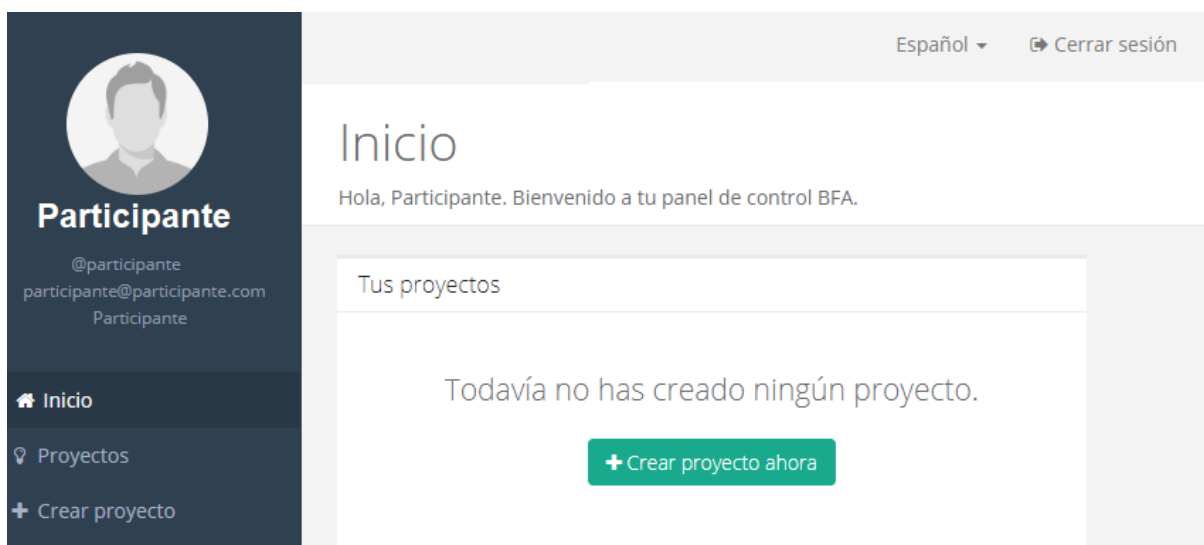 Español
Cerrar sesión
Participante
@participante
participante@participante.com
Participante
Inicio
Proyectos
Crear proyecto
Inicio
Hola, Participante. Bienvenido a tu panel de control BFA.
Tus proyectos
Todavía no has creado ningún proyecto.
Crear proyecto ahora